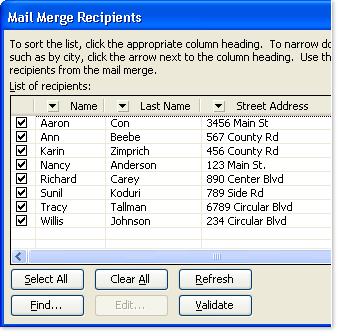 Mail Merge Recipients
To sort the list, click the appropriate column heading. To narrow do
such as by city, click the arrow next to the column heading. Use th
recipients from the mail merge.
List of recipients:
Name Last Name Street Address
Aaron Con 3456 Main St
Ann Beebe 567 County Rd
Karin Zimprich 456 County Rd
Nancy Anderson 123 Main St.
Richard Carey 890 Center Blvd
Sunil Koduri 789 Side Rd
Tracy Tallman 6789 Circular Blvd
Willis Johnson 234 Circular Blvd
Select All Clear All Refresh
Find... Edit... Validate